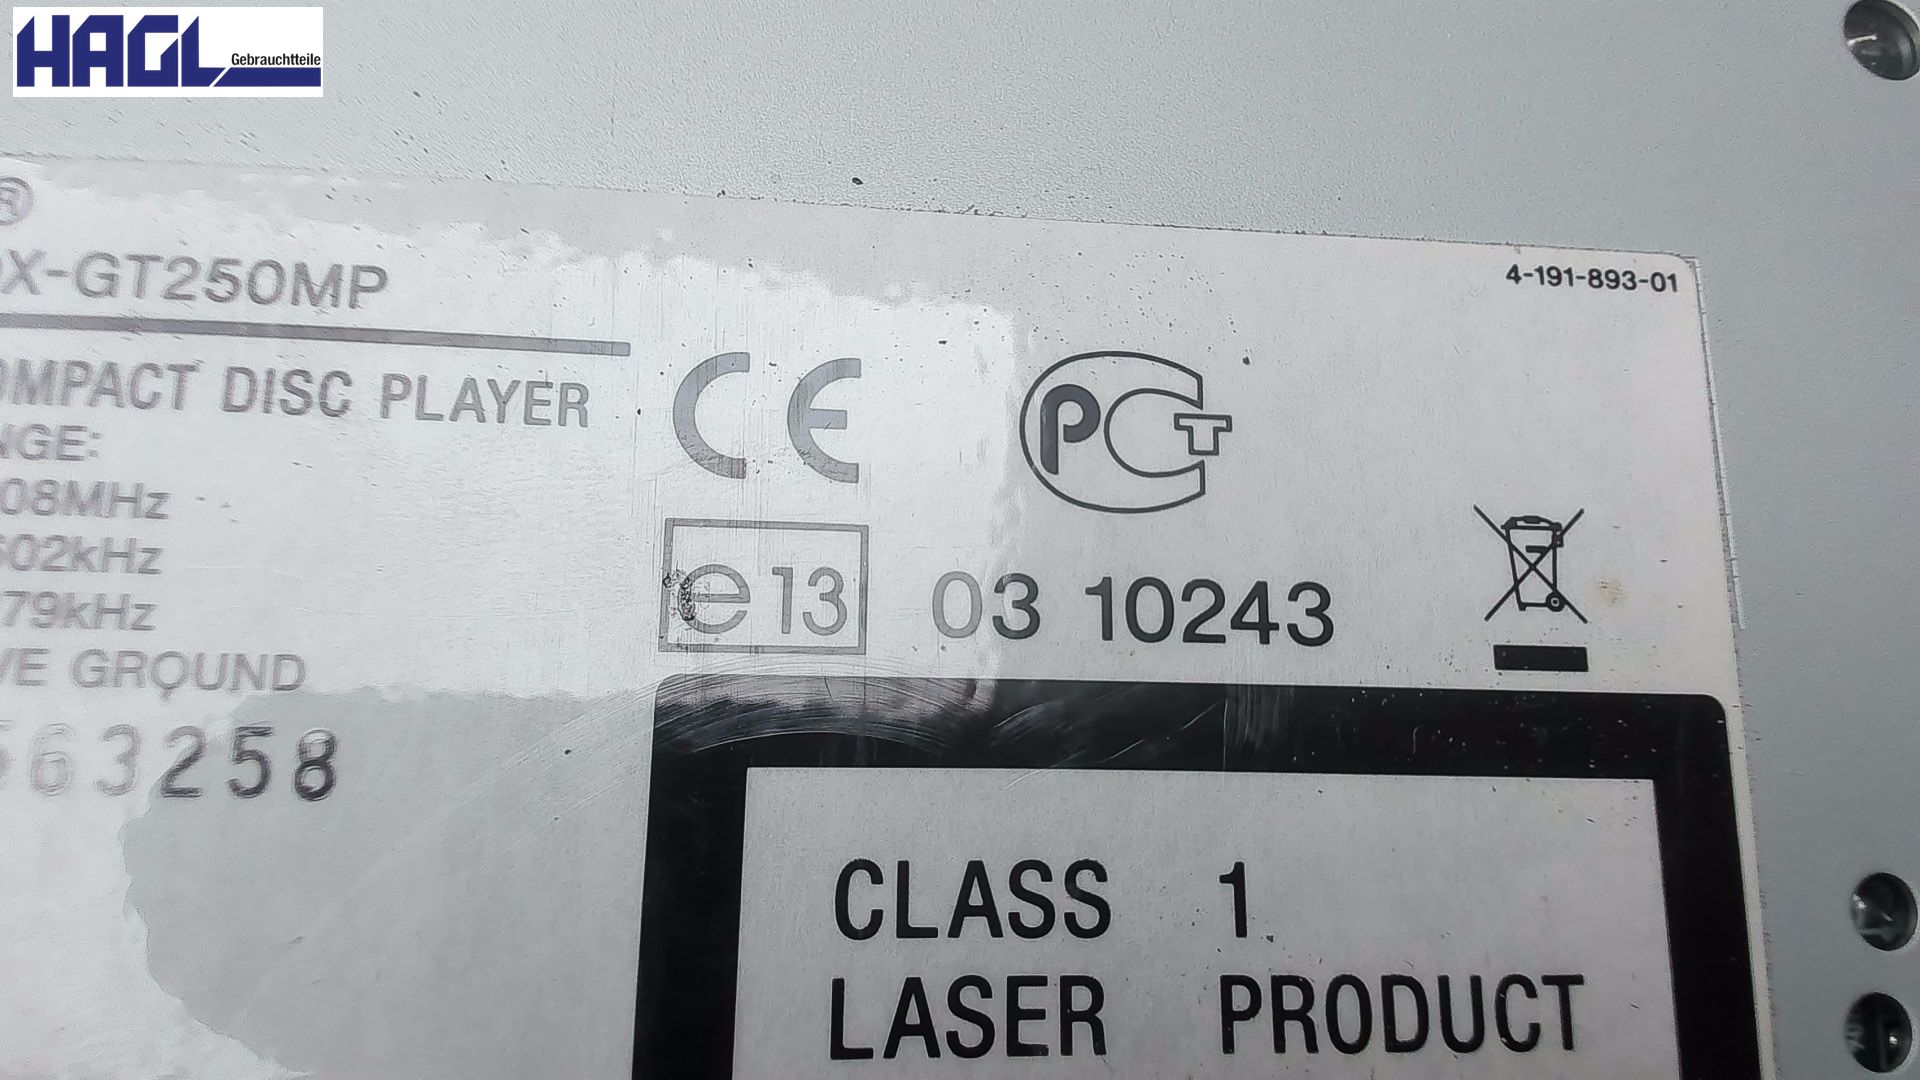 HAGL Gebrauchtteile
®
X-GT250MP
4-191-893-01
OMPACT DISC PLAYER
CE
PCT
NGE:
08MHz
602kHz
79kHz
e13 03 10243
VE GROUND
563258
CLASS 1
LASER PRODUCT